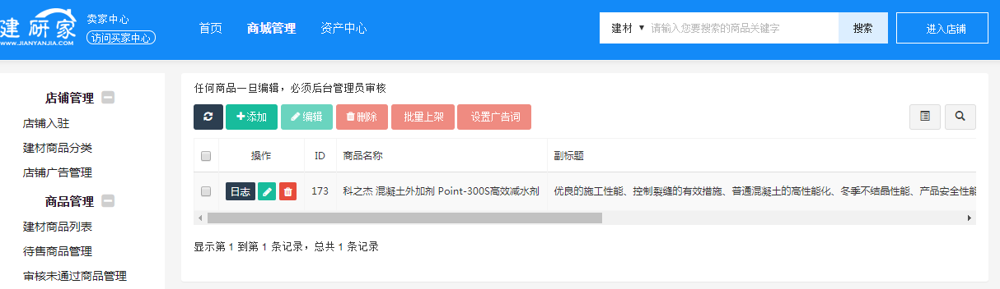 建研家
WWW.JIANYANJIA.COM
卖家中心
访问买家中心
首页 商城管理 资产中心
建材 ▼ 请输入您要搜索的商品关键字 搜索 进入店铺
店铺管理
店铺入驻
建材商品分类
店铺广告管理
商品管理
建材商品列表
待售商品管理
审核未通过商品管理
任何商品一旦编辑，必须后台管理员审核
添加 编辑 删除 批量上架 设置广告词
操作 ID 商品名称 副标题
日志 173 科之杰 混凝土外加剂 Point-300S高效减水剂 优良的施工性能、控制裂缝的有效措施、普通混凝土的高性能化、冬季不结晶性能、产品安全性能
显示第 1 到第 1 条记录，总共 1 条记录